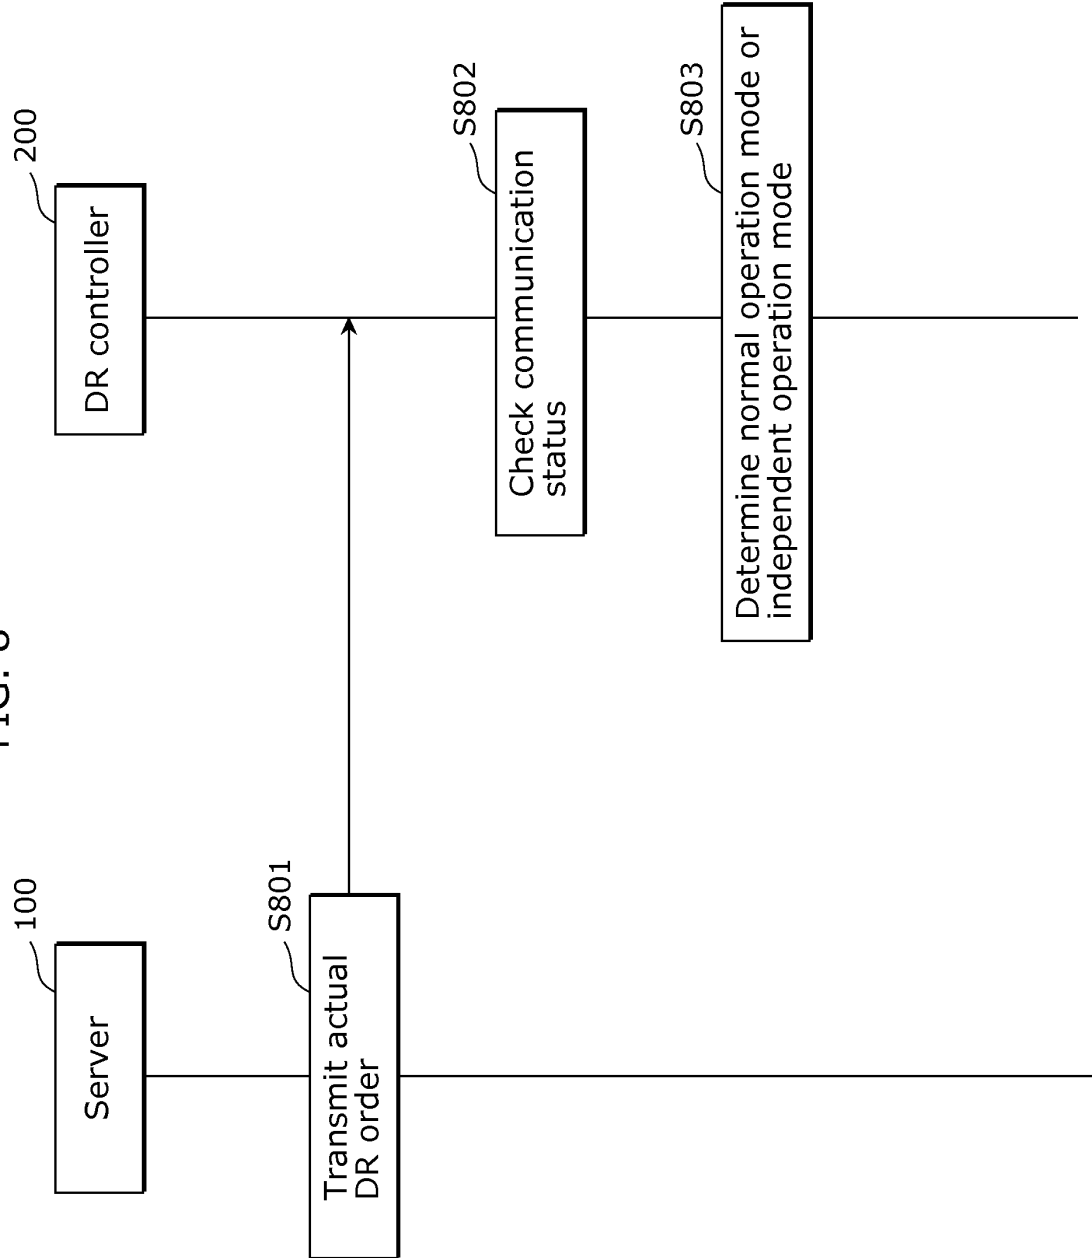 FIG. 8
100
Server
200
DR controller
S801
Transmit actual
DR order
S802
Check communication
status
S803
Determine normal operation mode or
independent operation mode